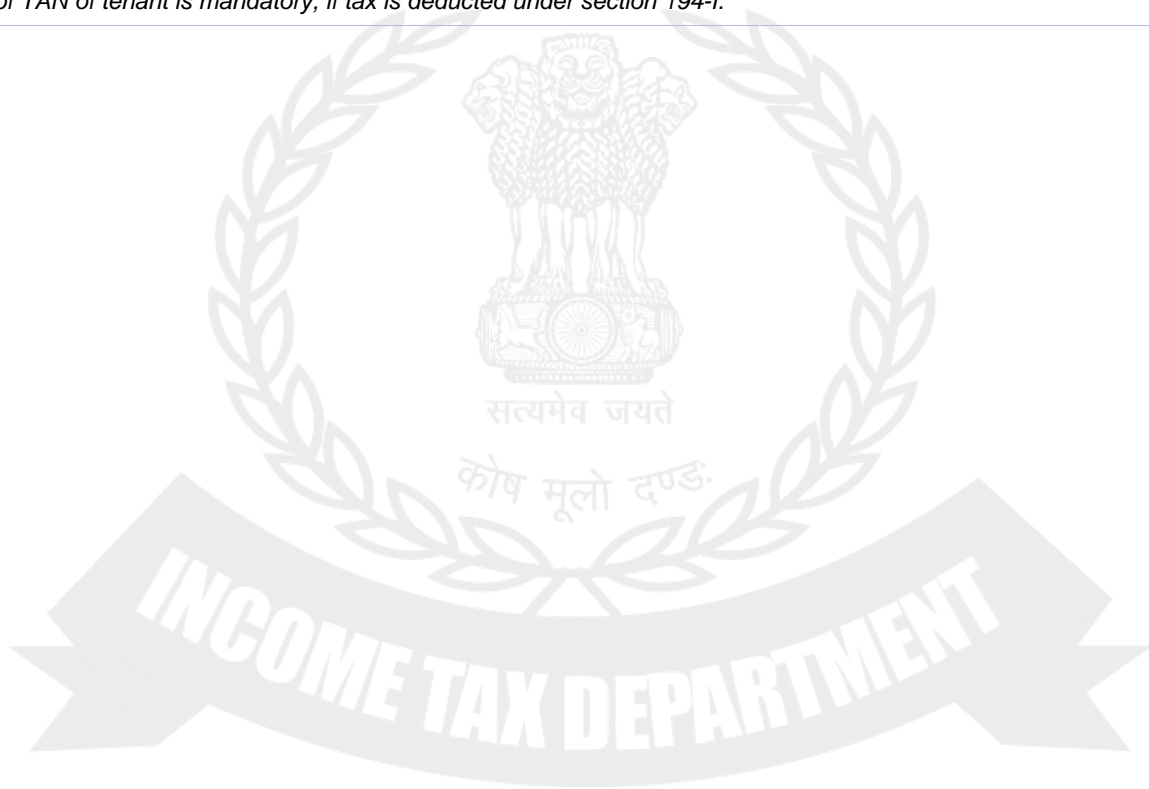 of TAN of tenant is mandatory, if tax is deducted under section 194-I.
सत्यमेव जयते
कोष मूलो दण्डः
INCOME TAX DEPARTMENT